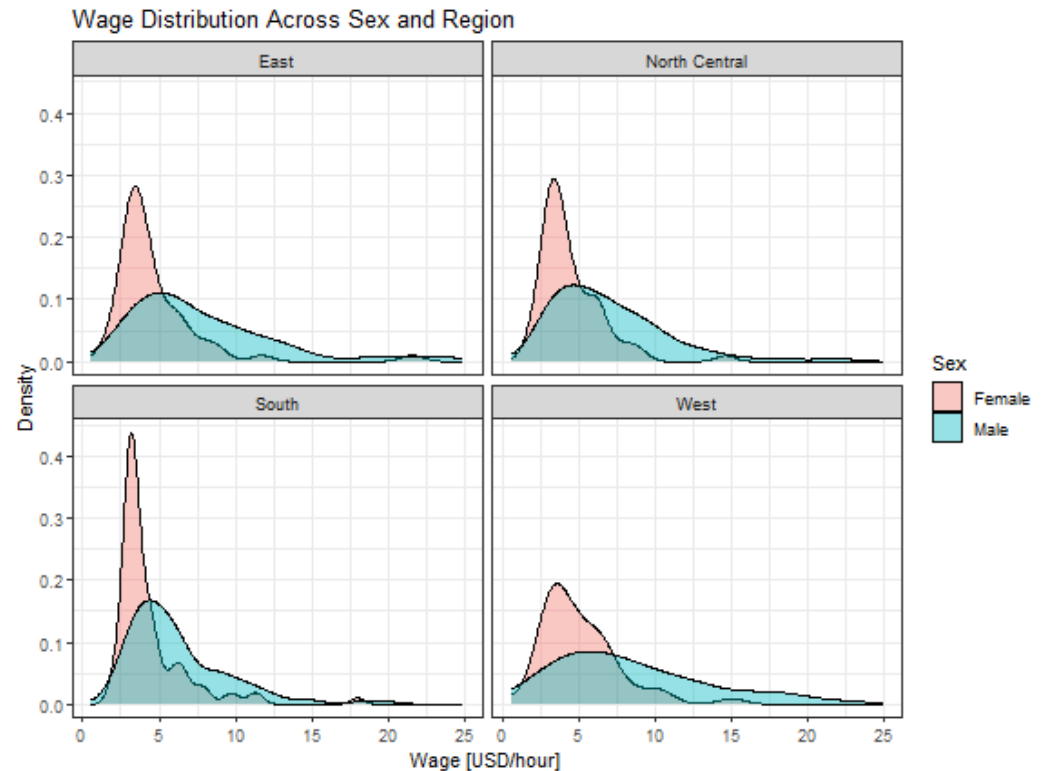 Wage Distribution Across Sex and Region
East
North Central
0.4
0.3
0.2
0.1
0.0
South
West
0.4
0.3
0.2
0.1
0.0
0 5 10 15 20 25
0 5 10 15 20 25
Wage [USD/hour]
Density
Sex
Female
Male